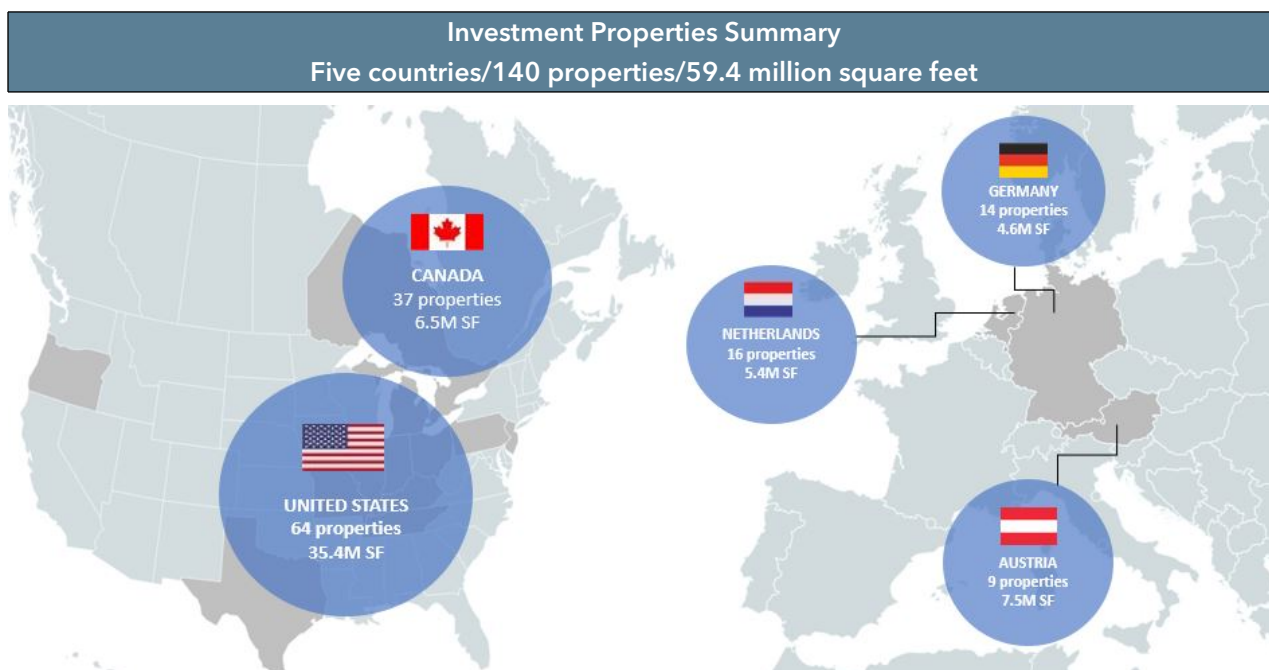 Investment Properties Summary
Five countries/140 properties/59.4 million square feet
CANADA
37 properties
6.5M SF
UNITED STATES
64 properties
35.4M SF
GERMANY
14 properties
4.6M SF
NETHERLANDS
16 properties
5.4M SF
AUSTRIA
9 properties
7.5M SF